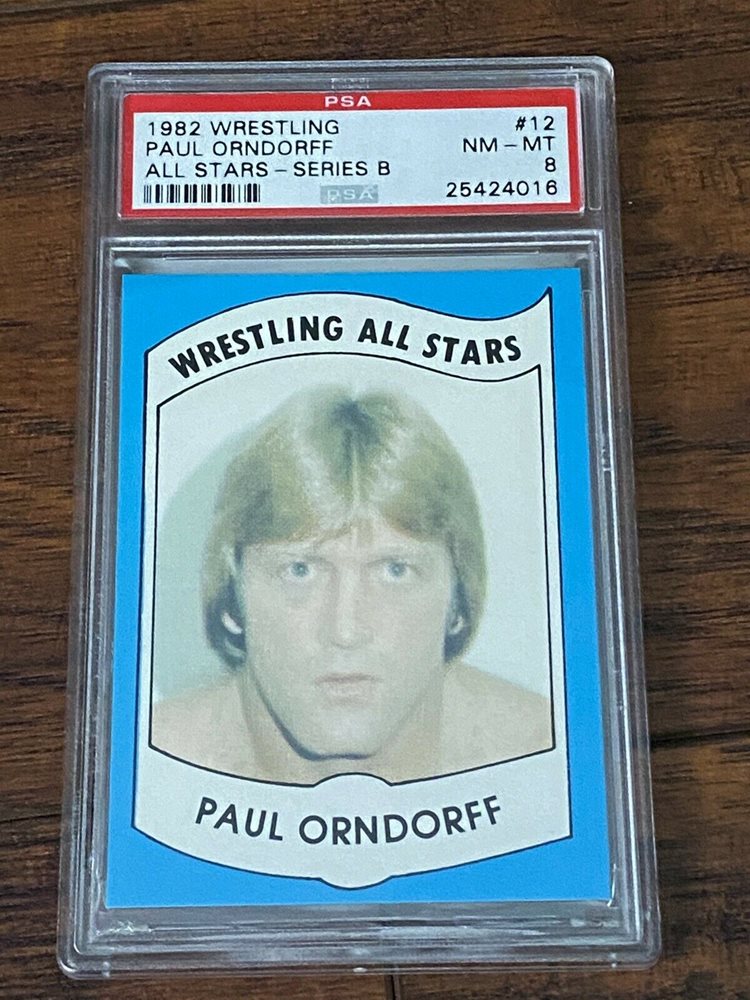 PSA
1982 WRESTLING #12
PAUL ORNDORFF NM - MT
ALL STARS - SERIES B 8
PSA 25424016
WRESTLING ALL STARS
PAUL ORNDORFF